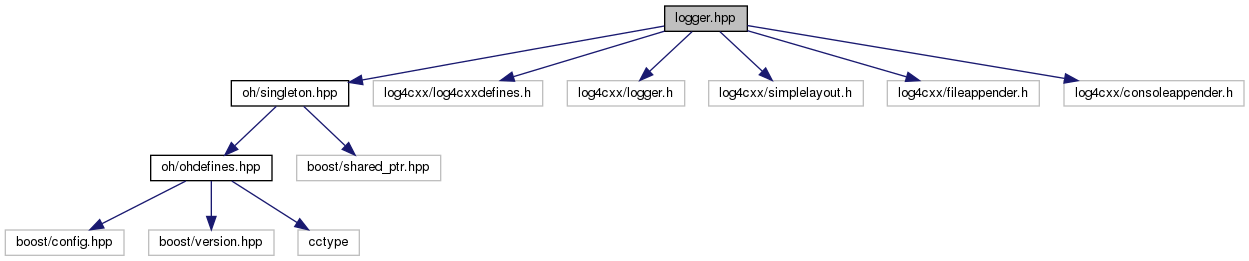 logger.hpp
oh/singleton.hpp
log4cxx/log4cxxdefines.h
log4cxx/logger.h
log4cxx/simplelayout.h
log4cxx/fileappender.h
log4cxx/consoleappender.h
oh/ohdefines.hpp
boost/shared_ptr.hpp
boost/config.hpp
boost/version.hpp
cctype